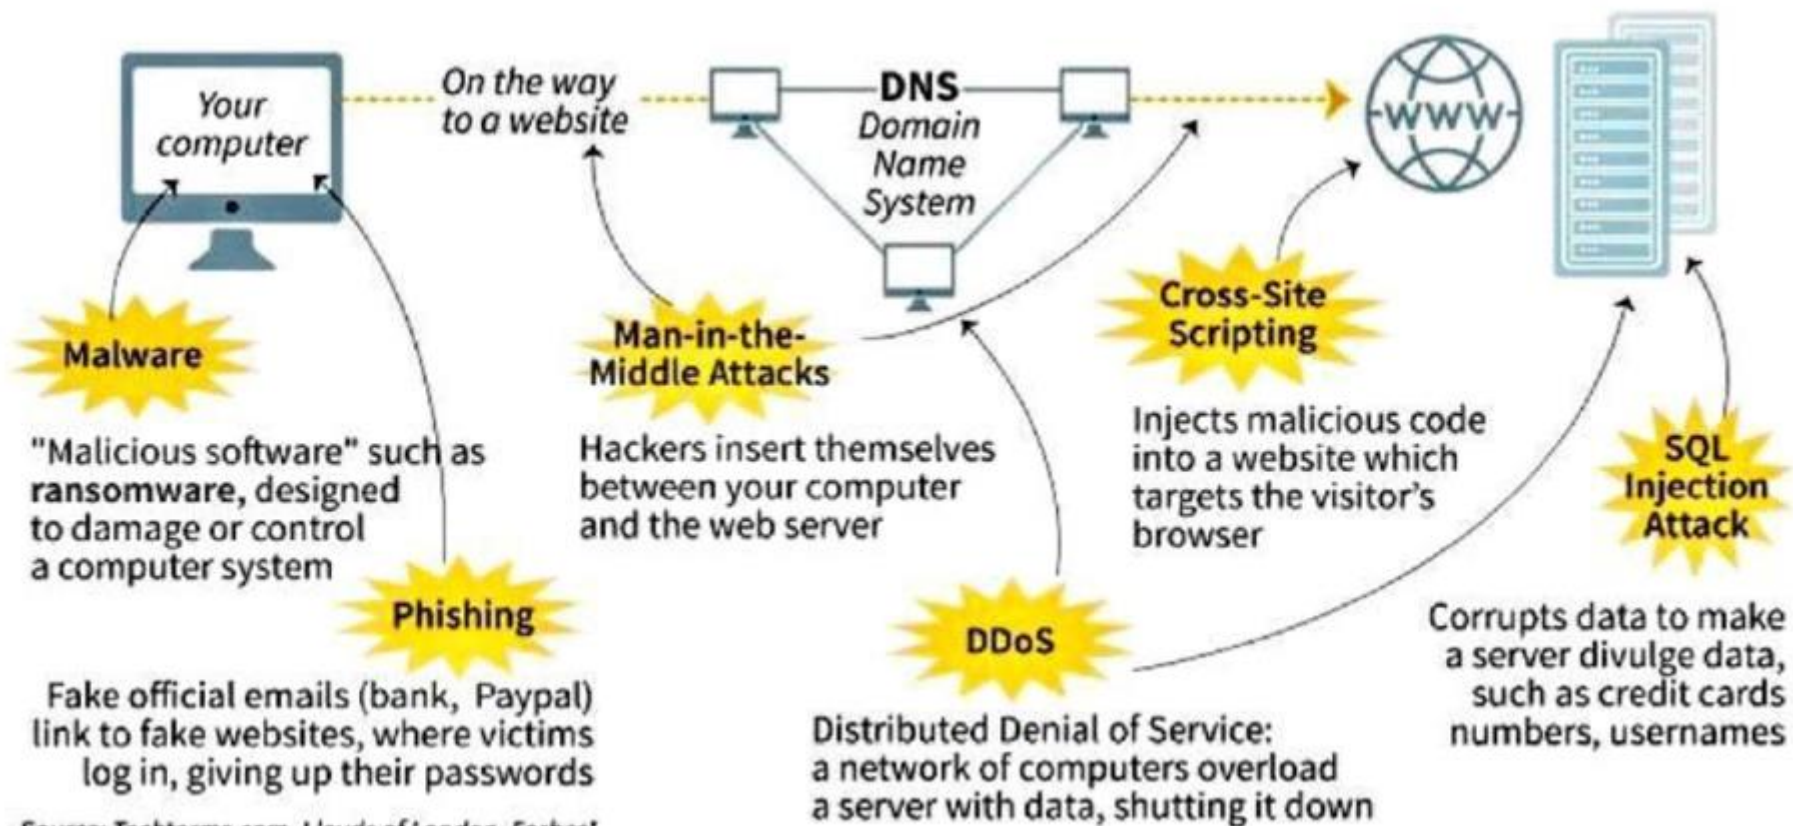 Your
computer
On the way
to a website
DNS
Domain
Name
System
WWW
Malware
"Malicious software" such as
ransomware, designed
to damage or control
a computer system
Phishing
Fake official emails (bank, Paypal)
link to fake websites, where victims
log in, giving up their passwords
Man-in-the-
Middle Attacks
Hackers insert themselves
between your computer
and the web server
DDoS
Distributed Denial of Service:
a network of computers overload
a server with data, shutting it down
Cross-Site
Scripting
Injects malicious code
into a website which
targets the visitor's
browser
SQL
Injection
Attack
Corrupts data to make
a server divulge data,
such as credit cards
numbers, usernames